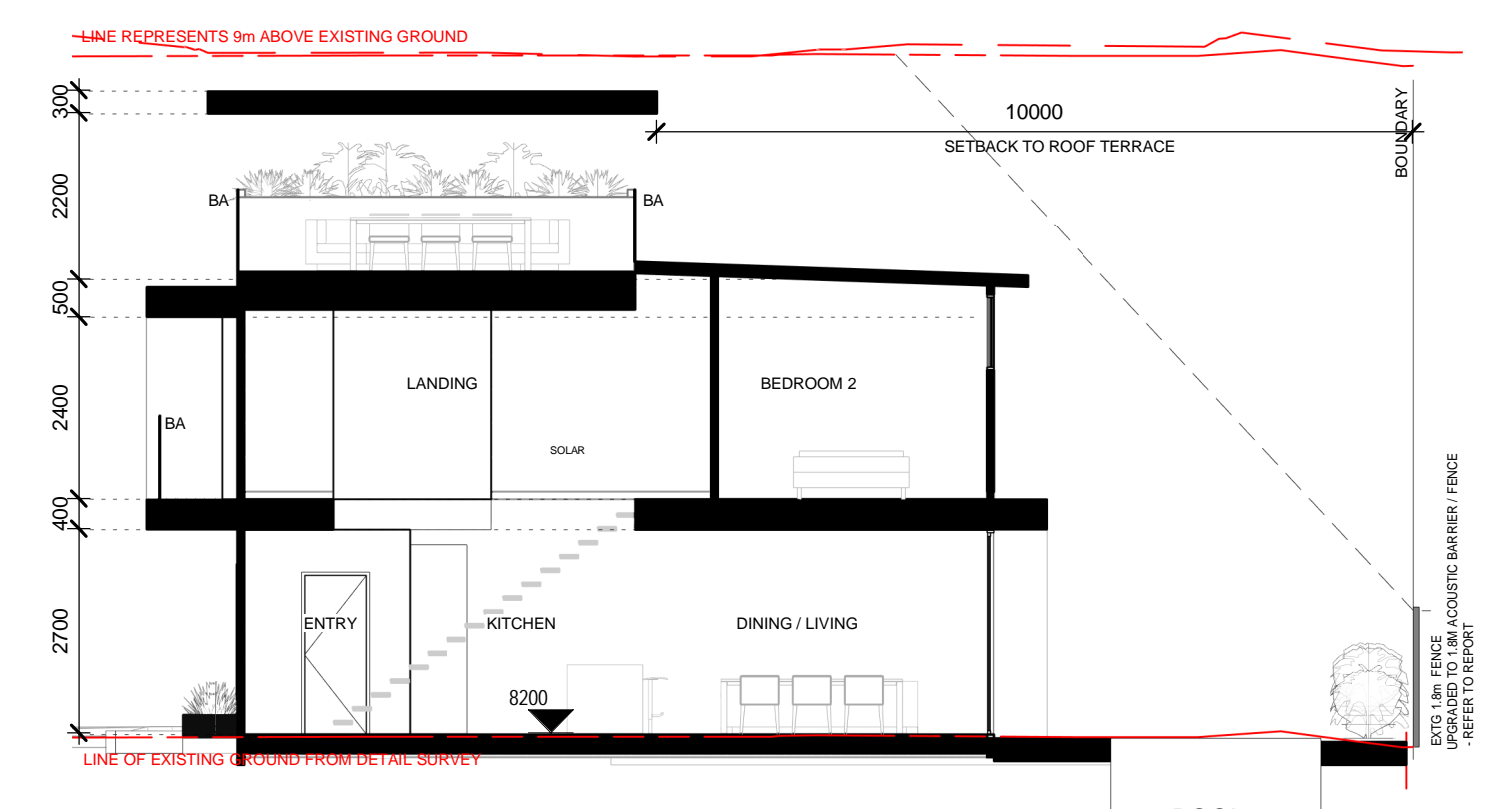 LINE REPRESENTS 9m ABOVE EXISTING GROUND
300
10000
BOUNDARY
SETBACK TO ROOF TERRACE
2200
BA
BA
500
2400
LANDING
BEDROOM 2
BA
SOLAR
400
2700
ENTRY
KITCHEN
DINING / LIVING
8200
EXTG 1.8m FENCE
UPGRADED TO 1.8M ACOUSTIC BARRIER / FENCE
- REFER TO REPORT
LINE OF EXISTING GROUND FROM DETAIL SURVEY